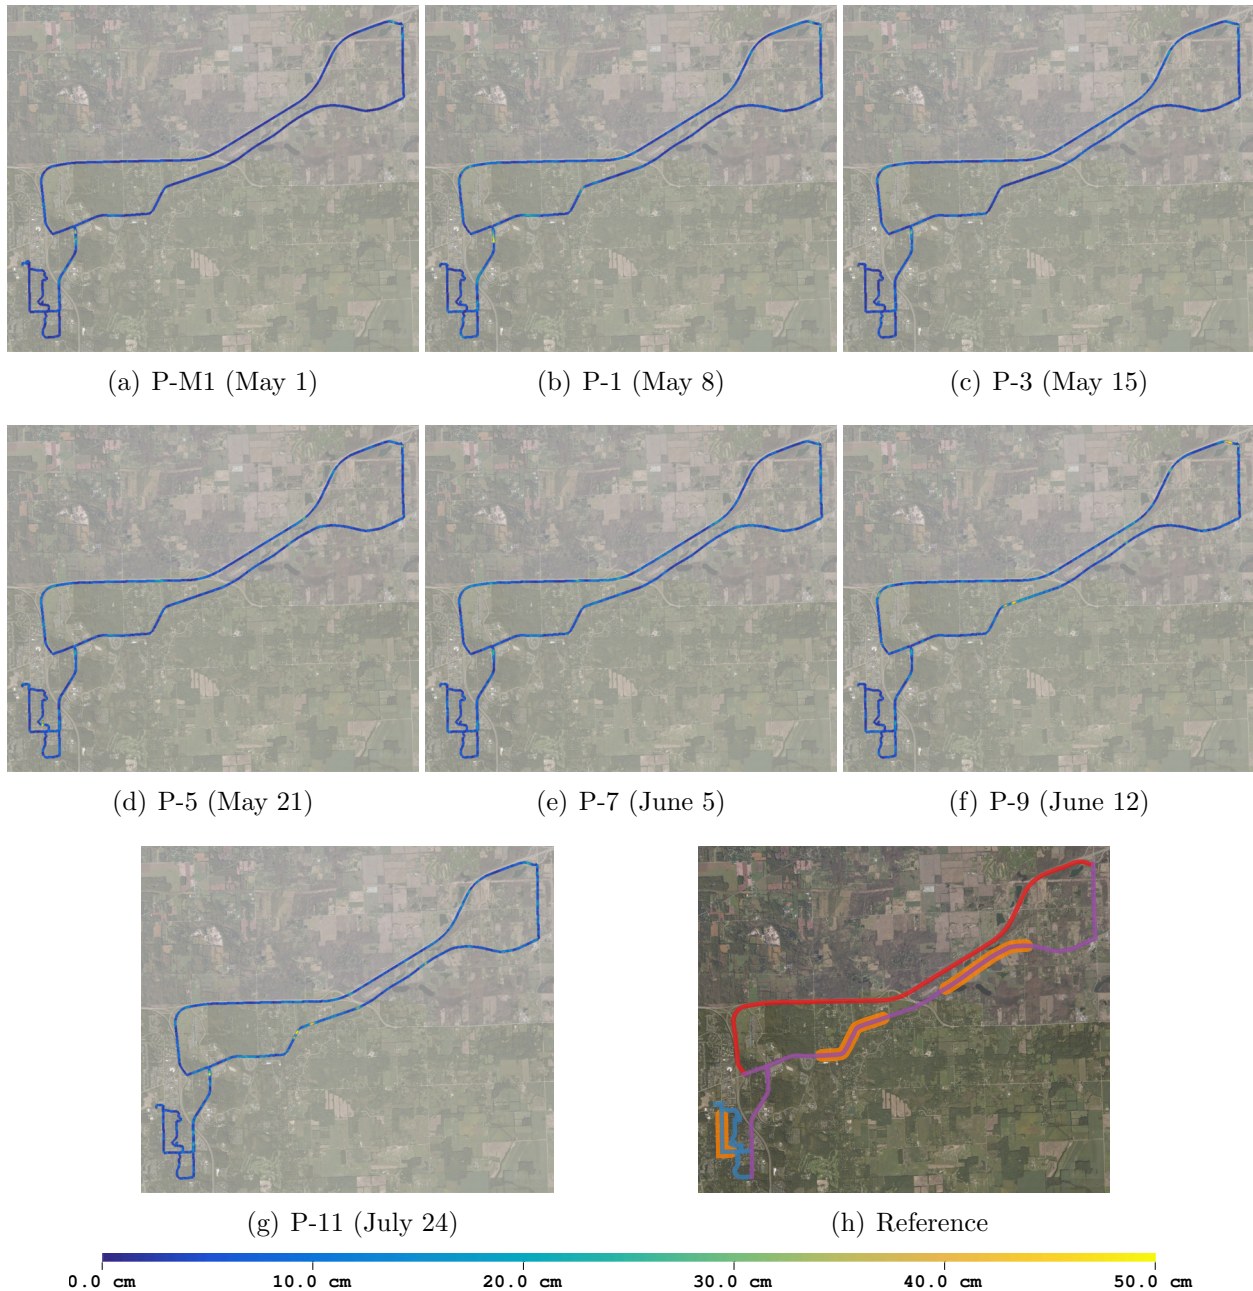 (a) P-M1 (May 1)
(b) P-1 (May 8)
(c) P-3 (May 15)
(d) P-5 (May 21)
(e) P-7 (June 5)
(f) P-9 (June 12)
(g) P-11 (July 24)
(h) Reference
0.0 cm 10.0 cm 20.0 cm 30.0 cm 40.0 cm 50.0 cm